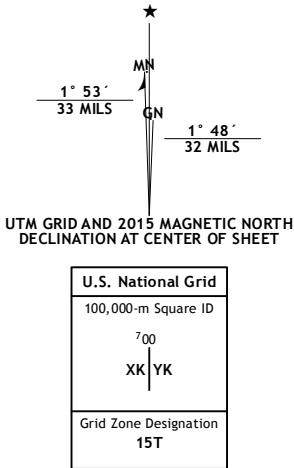 ★
MN
1° 53´
33 MILS
GN
1° 48´
32 MILS
UTM GRID AND 2015 MAGNETIC NORTH
DECLINATION AT CENTER OF SHEET
U.S. National Grid
100,000-m Square ID
⁷00
XK YK
Grid Zone Designation
15T